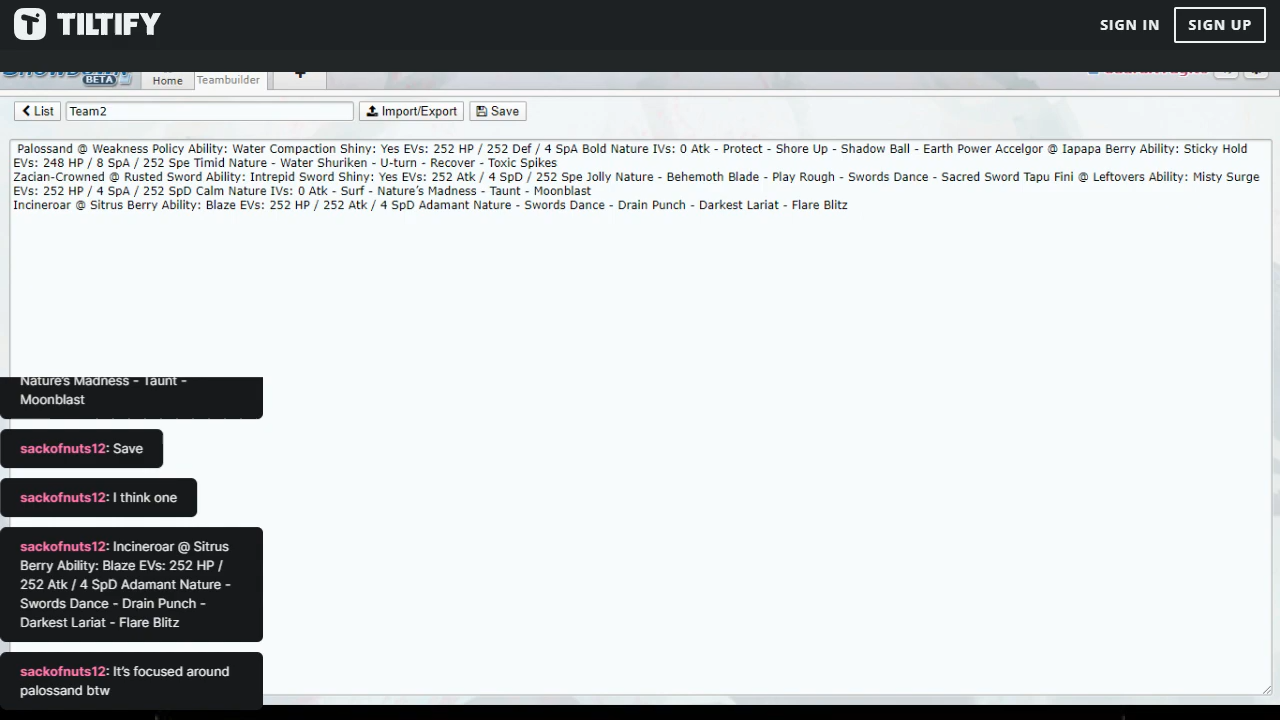 TILTIFY
SIGN IN
SIGN UP
BETA
Home
Teambuilder
List
Team2
Import/Export
Save
Palossand @ Weakness Policy Ability: Water Compaction Shiny: Yes EVs: 252 HP / 252 Def / 4 SpA Bold Nature IVs: 0 Atk - Protect - Shore Up - Shadow Ball - Earth Power Accelgor @ Iapapa Berry Ability: Sticky Hold
EVs: 248 HP / 8 SpA / 252 Spe Timid Nature - Water Shuriken - U-turn - Recover - Toxic Spikes
Zacian-Crowned @ Rusted Sword Ability: Intrepid Sword Shiny: Yes EVs: 252 Atk / 4 SpD / 252 Spe Jolly Nature - Behemoth Blade - Play Rough - Swords Dance - Sacred Sword Tapu Fini @ Leftovers Ability: Misty Surge
EVs: 252 HP / 4 SpA / 252 SpD Calm Nature IVs: 0 Atk - Surf - Nature’s Madness - Taunt - Moonblast
Incineroar @ Sitrus Berry Ability: Blaze EVs: 252 HP / 252 Atk / 4 SpD Adamant Nature - Swords Dance - Drain Punch - Darkest Lariat - Flare Blitz
Nature’s Madness - Taunt -
Moonblast
sackofnuts12: Save
sackofnuts12: I think one
sackofnuts12: Incineroar @ Sitrus
Berry Ability: Blaze EVs: 252 HP /
252 Atk / 4 SpD Adamant Nature -
Swords Dance - Drain Punch -
Darkest Lariat - Flare Blitz
sackofnuts12: It’s focused around
palossand btw